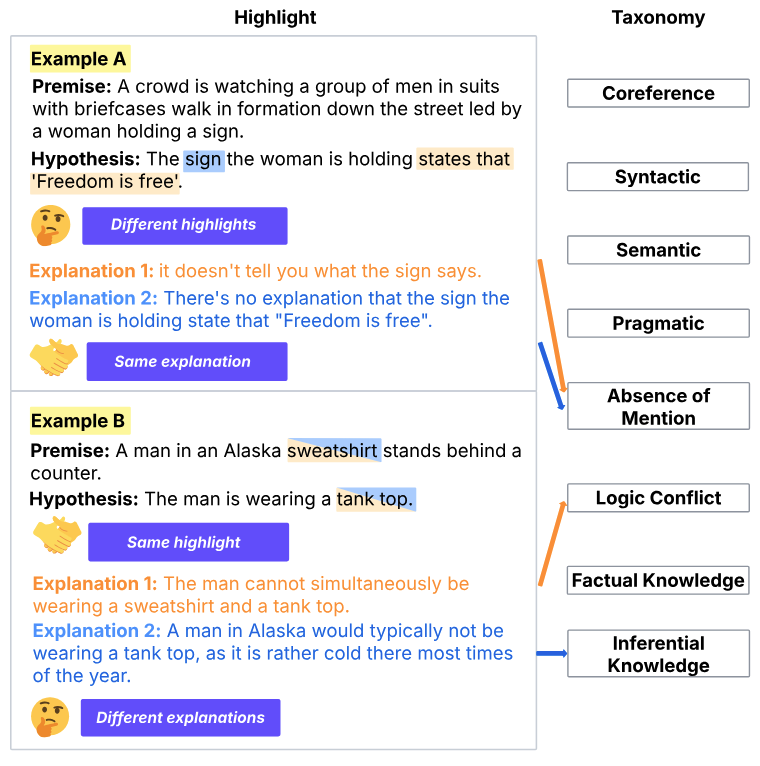 Highlight
Taxonomy
Example A
Premise: A crowd is watching a group of men in suits
with briefcases walk in formation down the street led by
a woman holding a sign.
Hypothesis: The sign the woman is holding states that
'Freedom is free'.
Different highlights
Explanation 1: it doesn't tell you what the sign says.
Explanation 2: There's no explanation that the sign the
woman is holding state that "Freedom is free".
Same explanation
Example B
Premise: A man in an Alaska sweatshirt stands behind a
counter.
Hypothesis: The man is wearing a tank top.
Same highlight
Explanation 1: The man cannot simultaneously be
wearing a sweatshirt and a tank top.
Explanation 2: A man in Alaska would typically not be
wearing a tank top, as it is rather cold there most times
of the year.
Different explanations
Coreference
Syntactic
Semantic
Pragmatic
Absence of
Mention
Logic Conflict
Factual Knowledge
Inferential
Knowledge